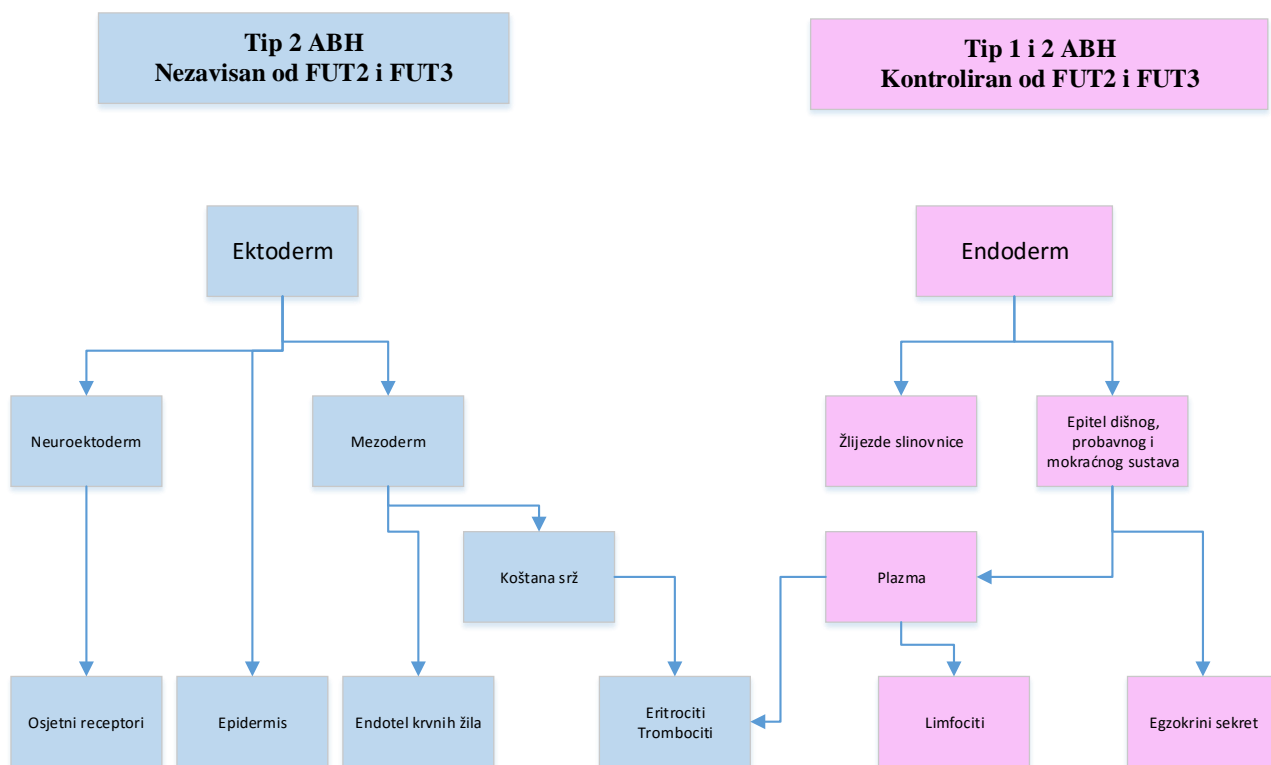 Tip 2 ABH
Nezavisan od FUT2 i FUT3
Tip 1 i 2 ABH
Kontroliran od FUT2 i FUT3
Ektoderm
Endoderm
Neuroektoderm
Mezoderm
Žlijezde slinovnice
Epitel dišnog,
probavnog i
mokraćnog sustava
Koštana srž
Plazma
Osjetni receptori
Epidermis
Endotel krvnih žila
Eritrociti
Trombociti
Limfociti
Egzokrini sekret